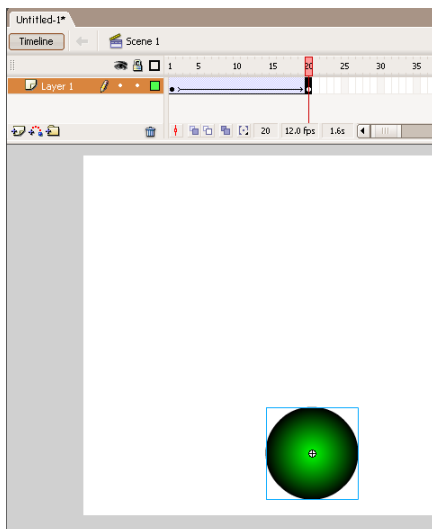 Untitled-1*
Timeline Scene 1
1 5 10 15 20 25 30 35
Layer 1
20 12.0 fps 1.6s